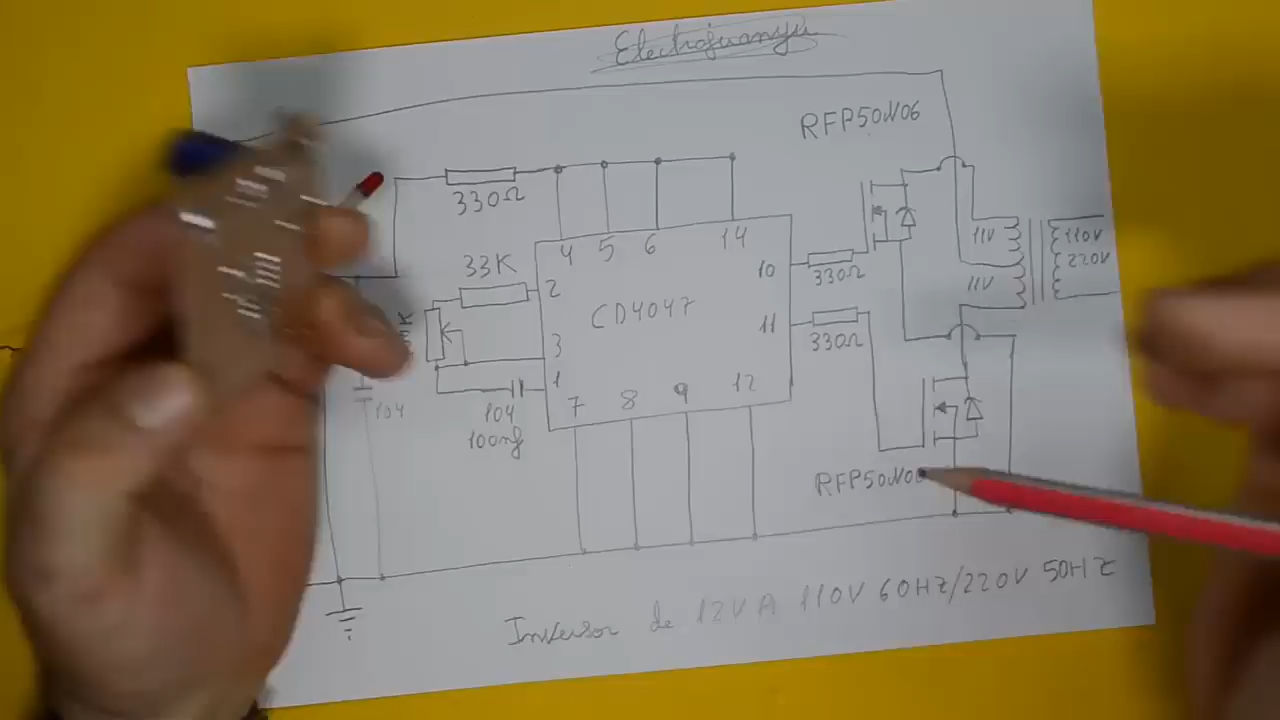 Electrojuanyu
RFP50N06
330Ω
4 5 6 14
33K
2
10
330Ω
11V
110V
220V
CD4047
11V
11
330Ω
3
1
104
104
100nf
7 8 9 12
RFP50N06
Inversor de 12V A 110V 60HZ/220V 50HZ